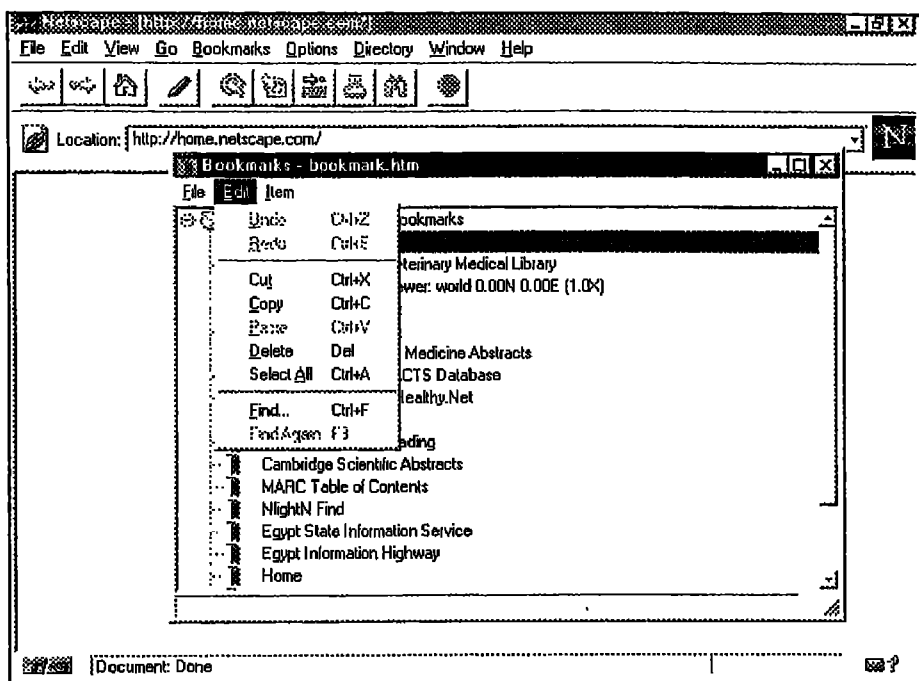 Netscape - [http://home.netscape.com/]
File Edit View Go Bookmarks Options Directory Window Help
Location: http://home.netscape.com/
N
Bookmarks - bookmark.htm
File Edit Item
Undo Ctrl+Z
ookmarks
Redo Ctrl+E
terinary Medical Library
Cut Ctrl+X
ewer: world 0.00N 0.00E (1.0X)
Copy Ctrl+C
Paste Ctrl+V
Delete Del
Medicine Abstracts
Select All Ctrl+A
CTS Database
lealthy.Net
Find... Ctrl+F
Find Again F3
ading
Cambridge Scientific Abstracts
MARC Table of Contents
NlightN Find
Egypt State Information Service
Egypt Information Highway
Home
Document: Done
?